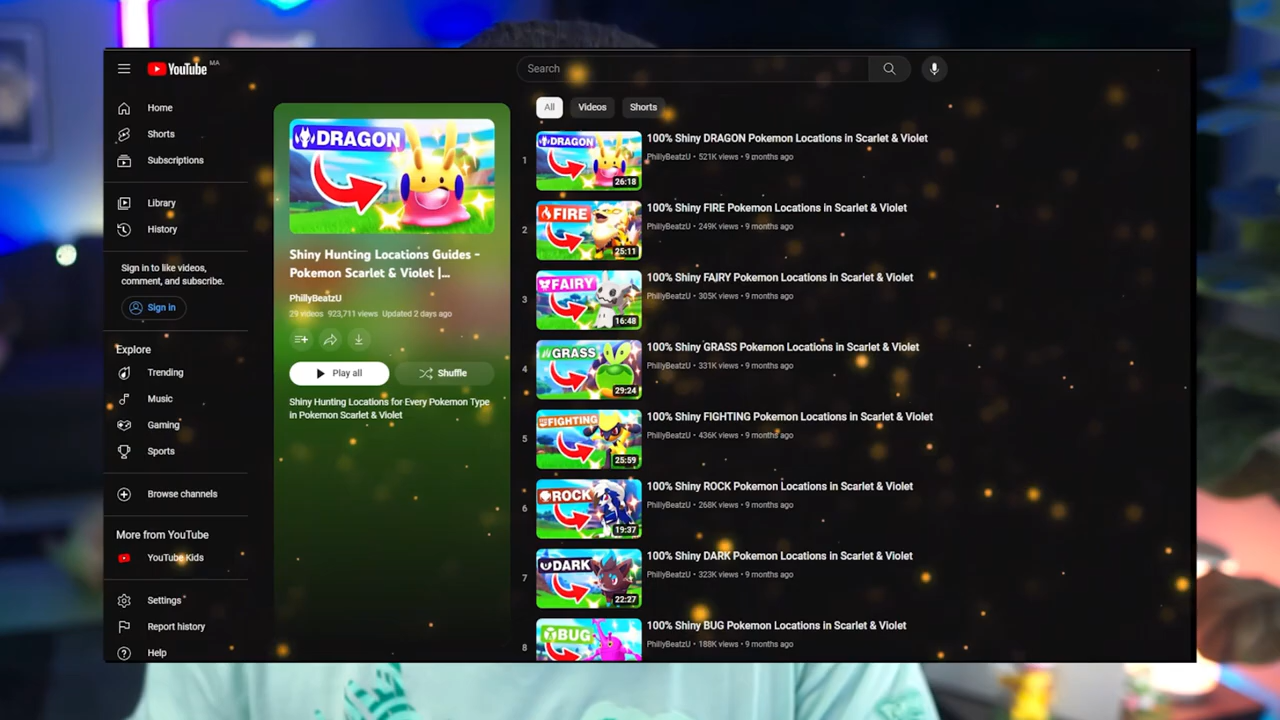 YouTube MA
Search
Home
Shorts
Subscriptions
Library
History
Sign in to like videos,
comment, and subscribe.
Sign in
Explore
Trending
Music
Gaming
Sports
Browse channels
More from YouTube
YouTube Kids
Settings
Report history
Help
DRAGON
Shiny Hunting Locations Guides -
Pokemon Scarlet & Violet |...
PhillyBeatzU
29 videos 923,711 views Updated 2 days ago
Play all
Shuffle
Shiny Hunting Locations for Every Pokemon Type
in Pokemon Scarlet & Violet
All Videos Shorts
1
DRAGON
26:18
100% Shiny DRAGON Pokemon Locations in Scarlet & Violet
PhillyBeatzU • 521K views • 9 months ago
2
FIRE
25:11
100% Shiny FIRE Pokemon Locations in Scarlet & Violet
PhillyBeatzU • 249K views • 9 months ago
3
FAIRY
16:48
100% Shiny FAIRY Pokemon Locations in Scarlet & Violet
PhillyBeatzU • 305K views • 9 months ago
4
GRASS
29:24
100% Shiny GRASS Pokemon Locations in Scarlet & Violet
PhillyBeatzU • 331K views • 9 months ago
5
FIGHTING
25:59
100% Shiny FIGHTING Pokemon Locations in Scarlet & Violet
PhillyBeatzU • 436K views • 9 months ago
6
ROCK
19:37
100% Shiny ROCK Pokemon Locations in Scarlet & Violet
PhillyBeatzU • 268K views • 9 months ago
7
DARK
22:27
100% Shiny DARK Pokemon Locations in Scarlet & Violet
PhillyBeatzU • 323K views • 9 months ago
8
BUG
100% Shiny BUG Pokemon Locations in Scarlet & Violet
PhillyBeatzU • 188K views • 9 months ago